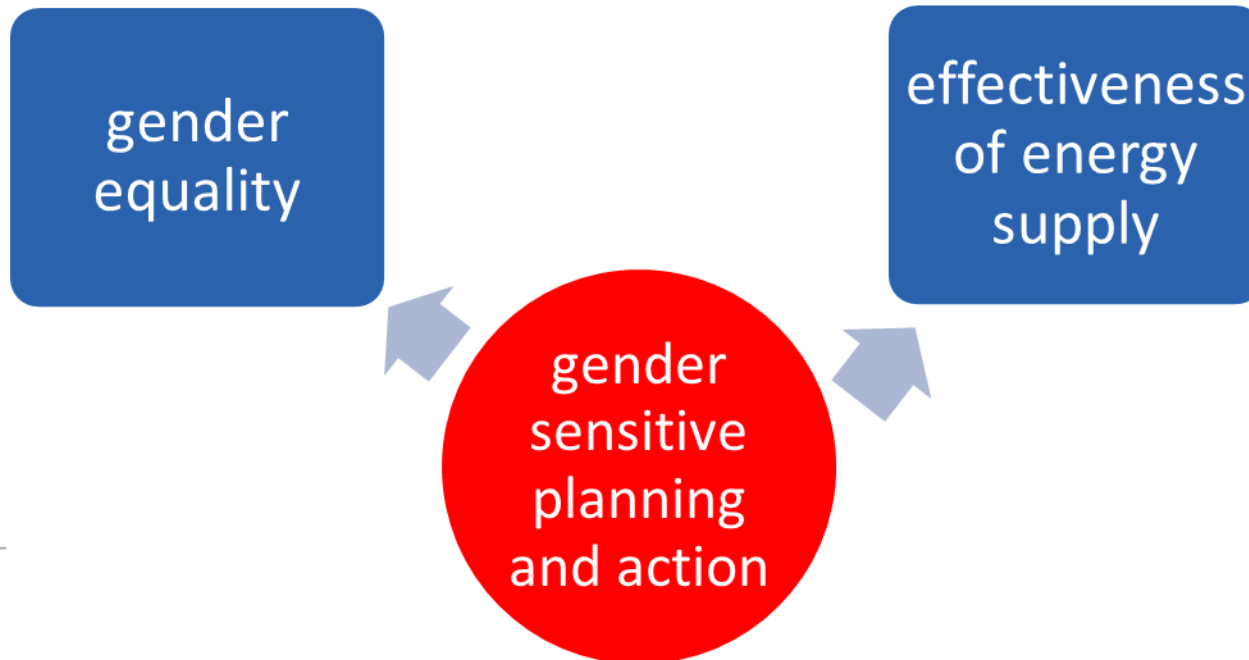 gender
equality
effectiveness
of energy
supply
gender
sensitive
planning
and action